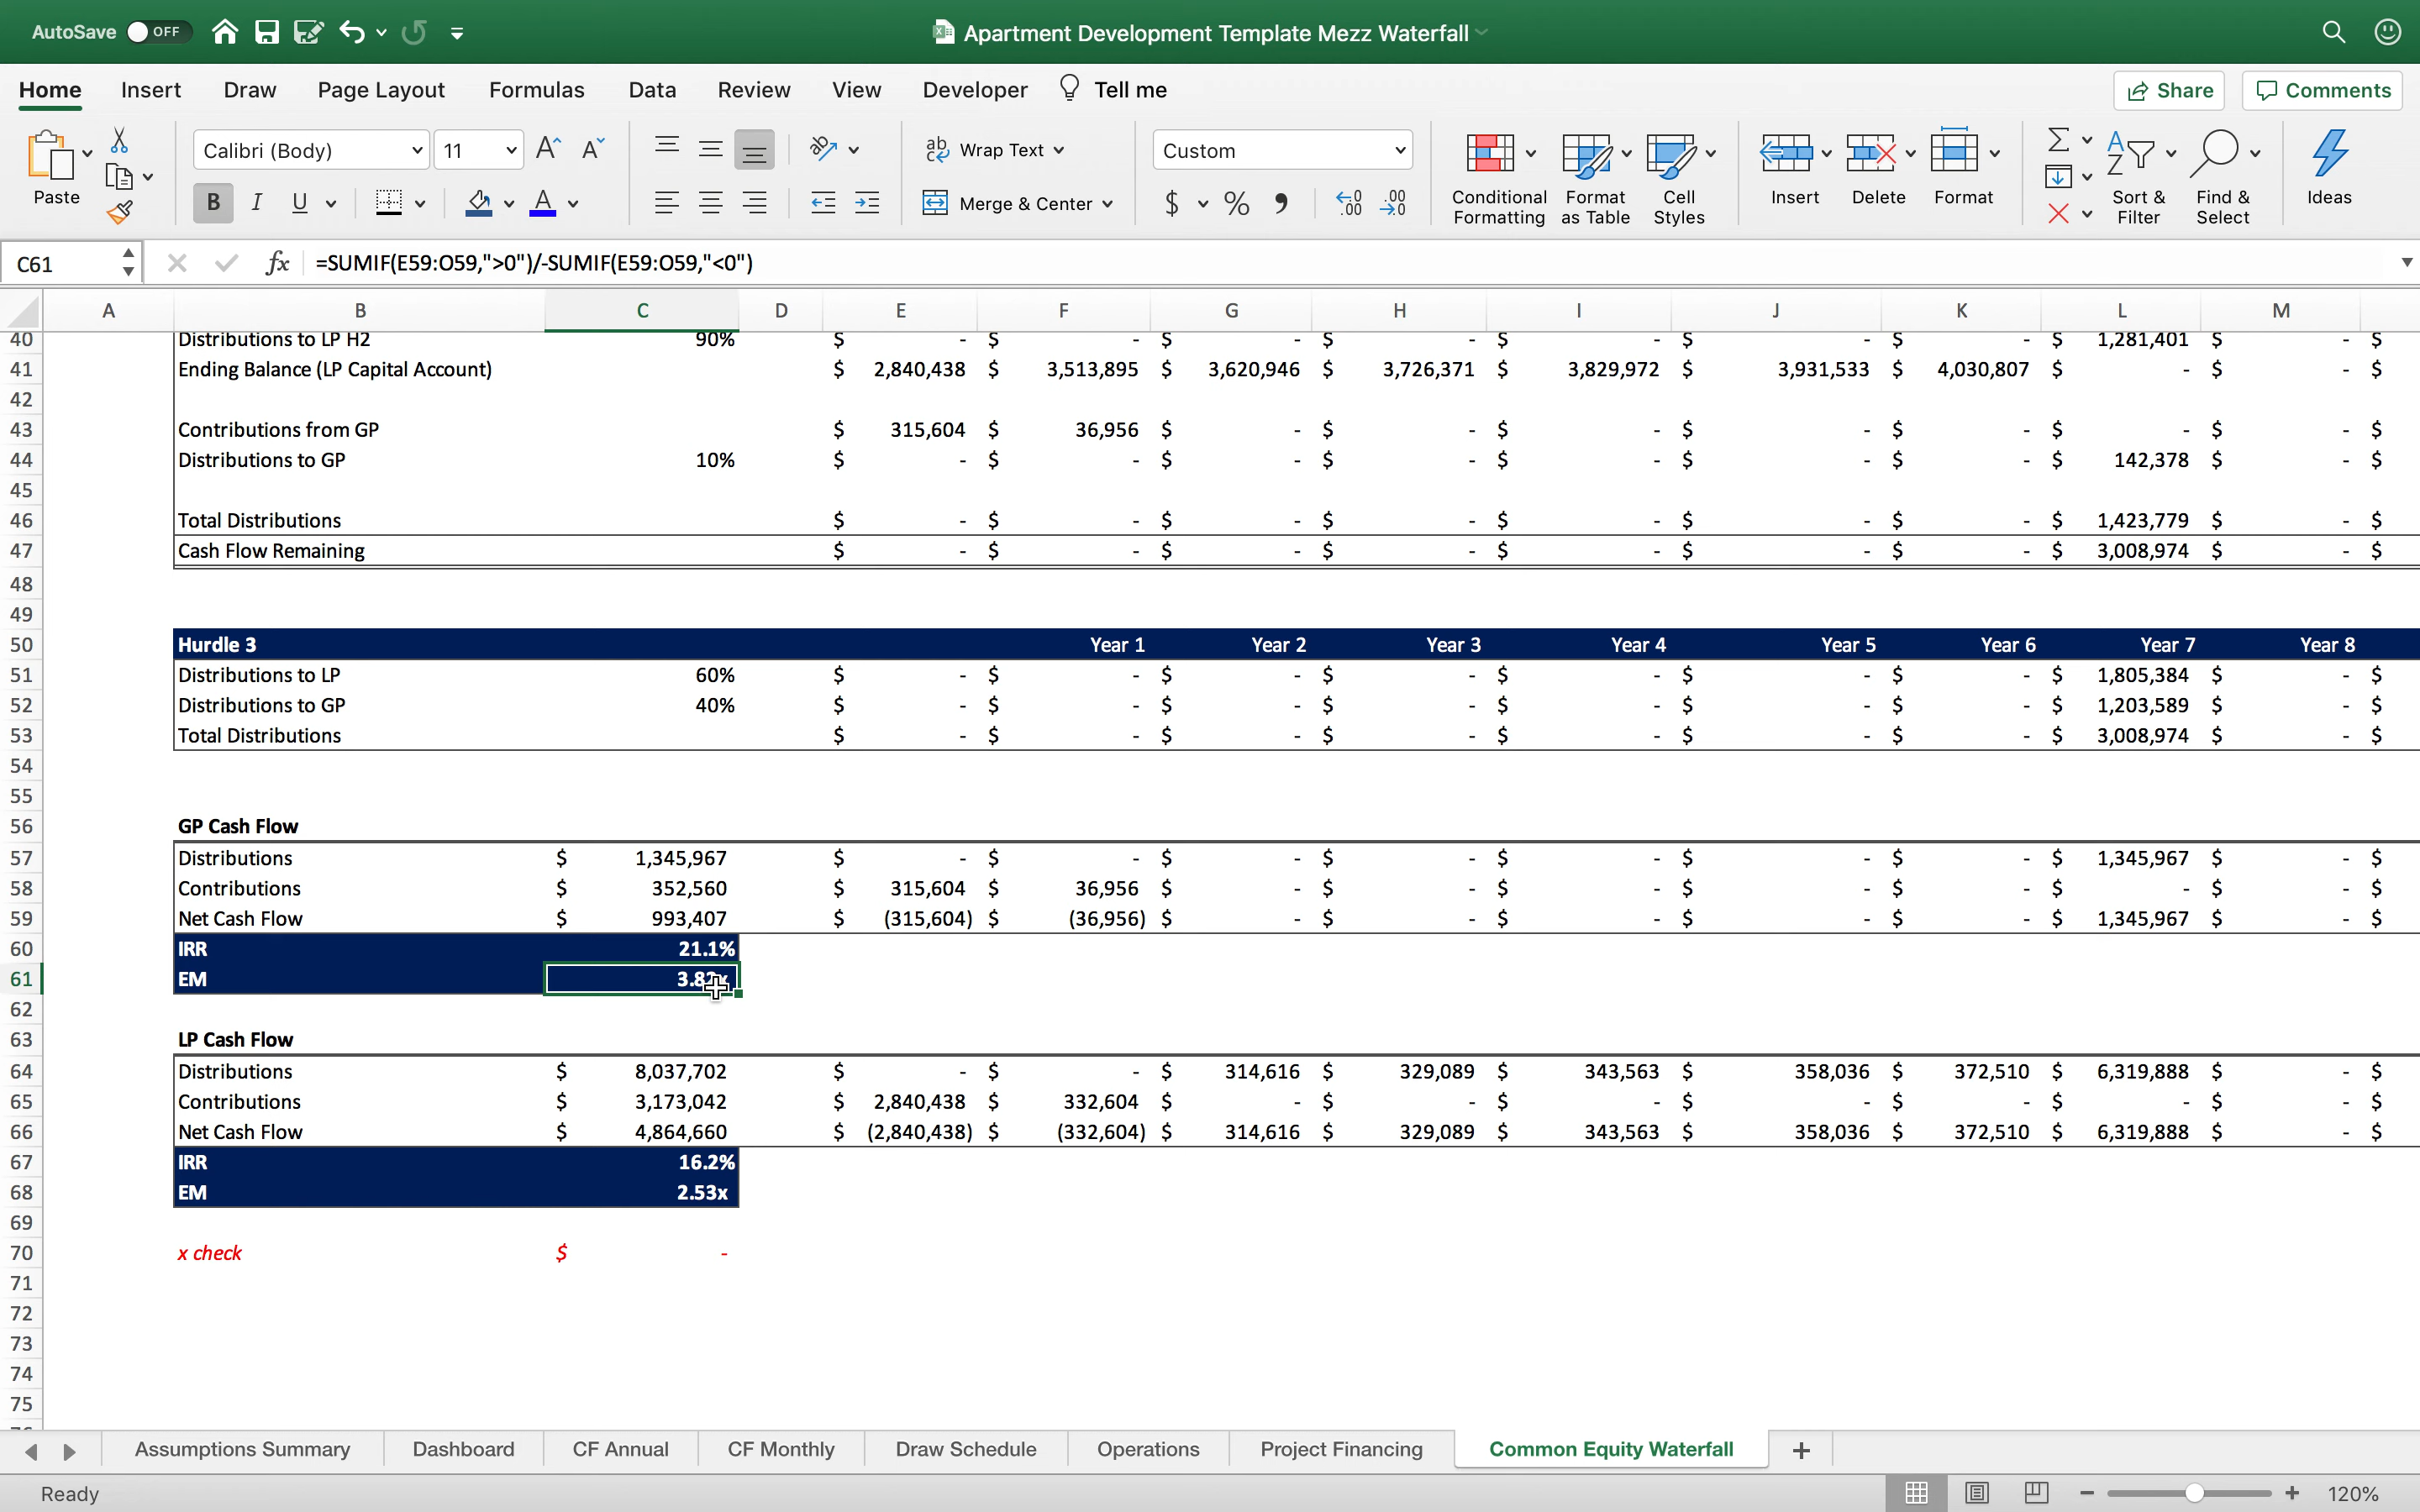 AutoSave OFF Apartment Development Template Mezz Waterfall
Home Insert Draw Page Layout Formulas Data Review View Developer Tell me Share Comments
Calibri (Body) 11 Wrap Text Custom
Paste Merge & Center $ % Conditional Formatting Format as Table Cell Styles Insert Delete Format Sort & Filter Find & Select Ideas
C61 fx =SUMIF(E59:O59,">0")/-SUMIF(E59:O59,"<0")
A B C D E F G H I J K L M
40 Distributions to LP H2 90% $ - $ - $ - $ - $ - $ - $ - $ 1,281,401 $ - $
41 Ending Balance (LP Capital Account) $ 2,840,438 $ 3,513,895 $ 3,620,946 $ 3,726,371 $ 3,829,972 $ 3,931,533 $ 4,030,807 $ - $ - $
42
43 Contributions from GP $ 315,604 $ 36,956 $ - $ - $ - $ - $ - $ - $ - $
44 Distributions to GP 10% $ - $ - $ - $ - $ - $ - $ - $ 142,378 $ - $
45
46 Total Distributions $ - $ - $ - $ - $ - $ - $ - $ 1,423,779 $ - $
47 Cash Flow Remaining $ - $ - $ - $ - $ - $ - $ - $ 3,008,974 $ - $
48
49
50 Hurdle 3 Year 1 Year 2 Year 3 Year 4 Year 5 Year 6 Year 7 Year 8
51 Distributions to LP 60% $ - $ - $ - $ - $ - $ - $ - $ 1,805,384 $ - $
52 Distributions to GP 40% $ - $ - $ - $ - $ - $ - $ - $ 1,203,589 $ - $
53 Total Distributions $ - $ - $ - $ - $ - $ - $ - $ 3,008,974 $ - $
54
55
56 GP Cash Flow
57 Distributions $ 1,345,967 $ - $ - $ - $ - $ - $ - $ - $ 1,345,967 $ - $
58 Contributions $ 352,560 $ 315,604 $ 36,956 $ - $ - $ - $ - $ - $ - $ - $
59 Net Cash Flow $ 993,407 $ (315,604) $ (36,956) $ - $ - $ - $ - $ - $ 1,345,967 $ - $
60 IRR 21.1%
61 EM
62
63 LP Cash Flow
64 Distributions $ 8,037,702 $ - $ - $ 314,616 $ 329,089 $ 343,563 $ 358,036 $ 372,510 $ 6,319,888 $ - $
65 Contributions $ 3,173,042 $ 2,840,438 $ 332,604 $ - $ - $ - $ - $ - $ - $ - $
66 Net Cash Flow $ 4,864,660 $ (2,840,438) $ (332,604) $ 314,616 $ 329,089 $ 343,563 $ 358,036 $ 372,510 $ 6,319,888 $ - $
67 IRR 16.2%
68 EM 2.53x
69
70 x check $ -
71
72
73
74
75
Assumptions Summary Dashboard CF Annual CF Monthly Draw Schedule Operations Project Financing Common Equity Waterfall +
Ready 120%